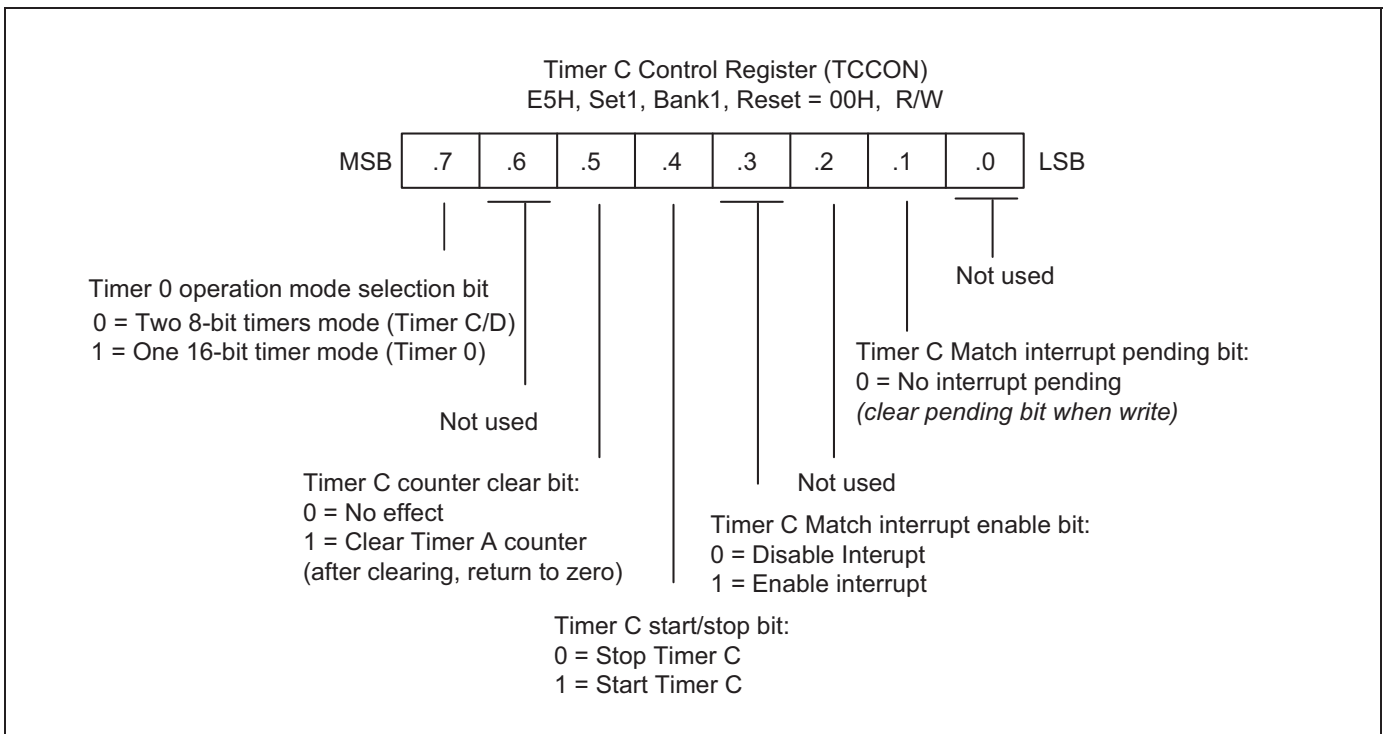 Timer C Control Register (TCCON)
E5H, Set1, Bank1, Reset = 00H, R/W
MSB .7 .6 .5 .4 .3 .2 .1 .0 LSB
Timer 0 operation mode selection bit
0 = Two 8-bit timers mode (Timer C/D)
1 = One 16-bit timer mode (Timer 0)
Not used
Timer C counter clear bit:
0 = No effect
1 = Clear Timer A counter
(after clearing, return to zero)
Timer C start/stop bit:
0 = Stop Timer C
1 = Start Timer C
Not used
Timer C Match interrupt enable bit:
0 = Disable Interupt
1 = Enable interrupt
Timer C Match interrupt pending bit:
0 = No interrupt pending
(clear pending bit when write)
Not used